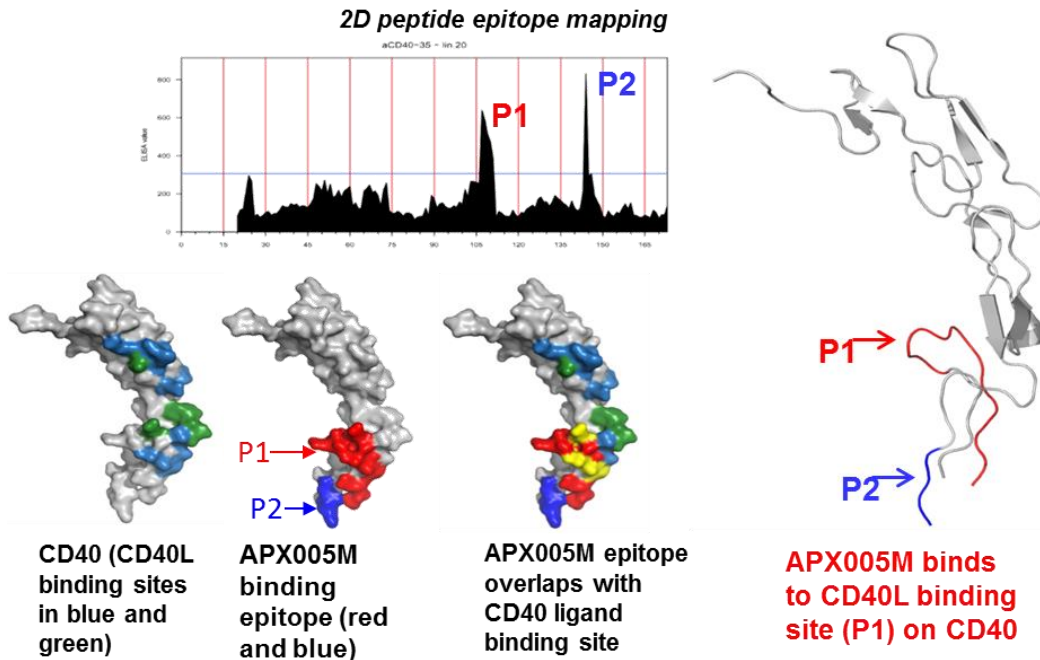 2D peptide epitope mapping
aCD40-35 - lin.20
ELISA value
800
600
400
200
0
P1
P2
0 15 30 45 60 75 90 105 120 135 150 165
P1
P2
P1
P2
CD40 (CD40L
binding sites
in blue and
green)
APX005M
binding
epitope (red
and blue)
APX005M epitope
overlaps with
CD40 ligand
binding site
APX005M binds
to CD40L binding
site (P1) on CD40